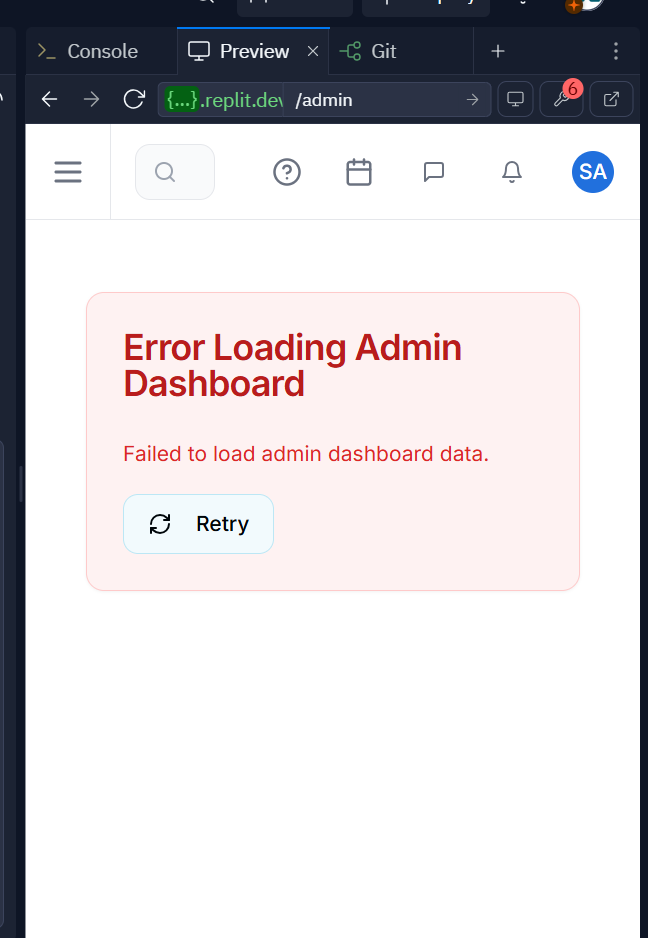 Console
Preview
Git
{...}.replit.dev
/admin
6
SA
Error Loading Admin
Dashboard
Failed to load admin dashboard data.
Retry